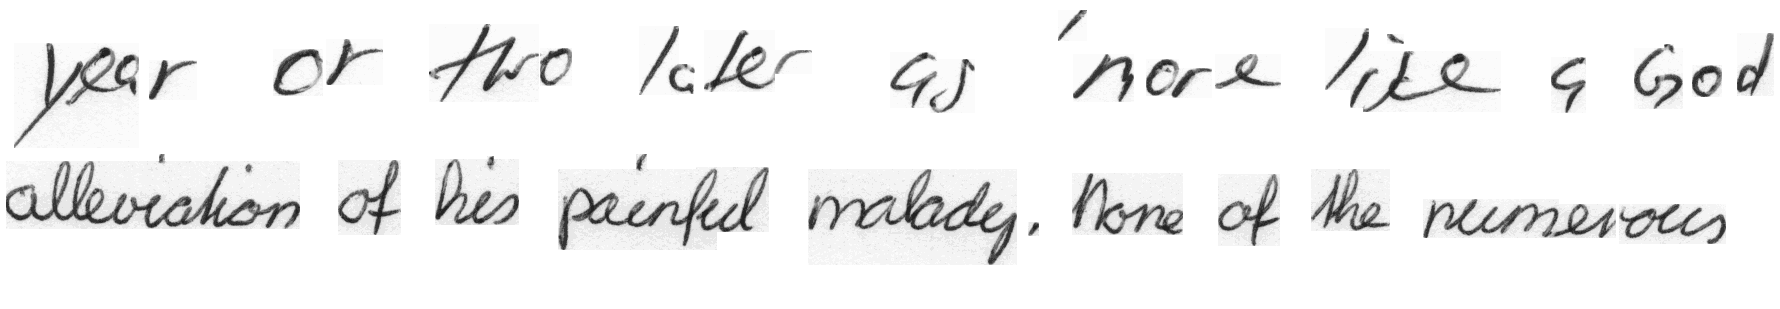 year or two later as 'more like a God
alleviation of his painful malady. None of the numerous